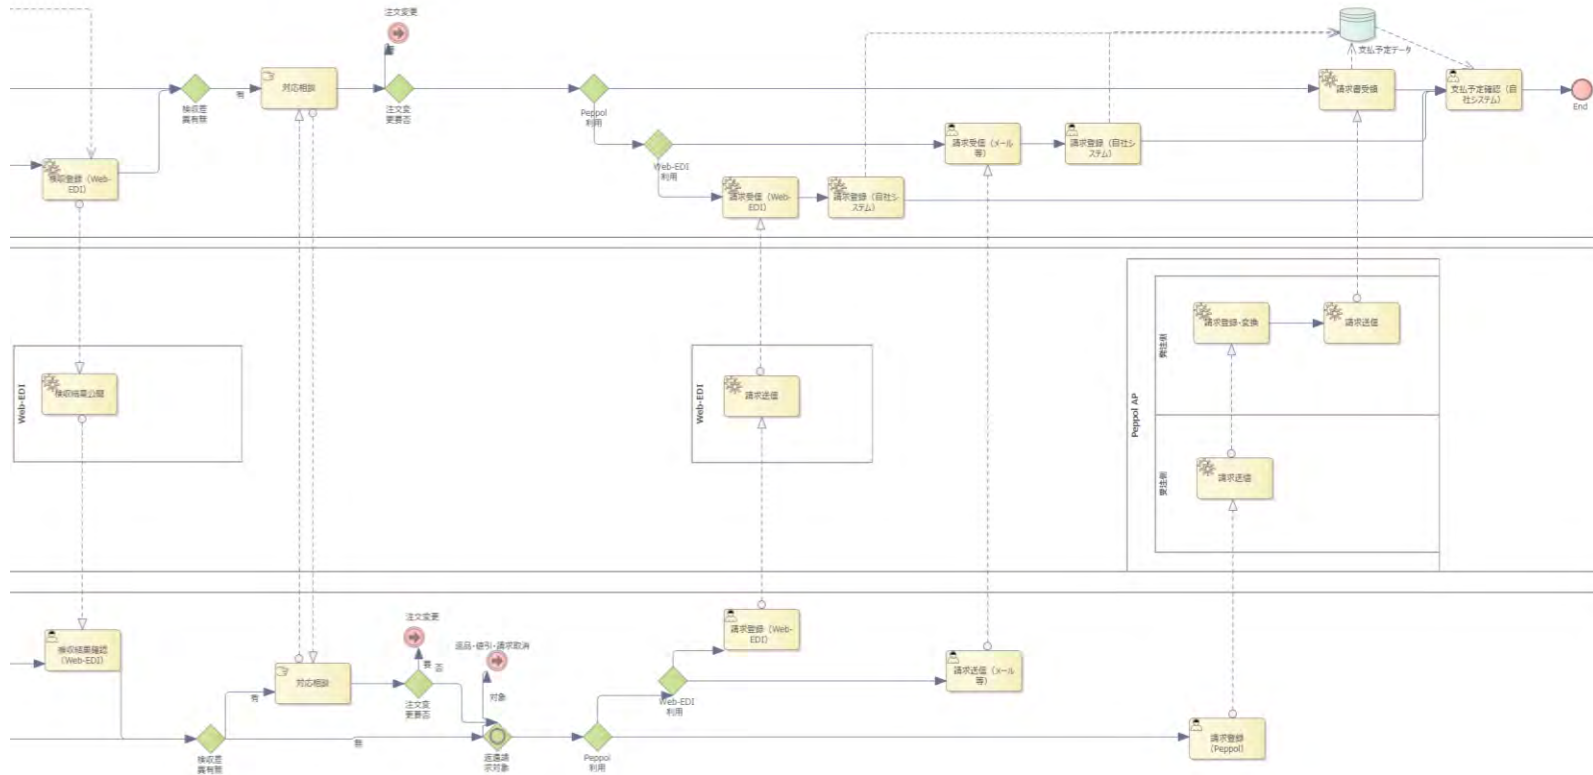 注文変更
支払予定データ
検収差
異有無
有
対応相談
要
注文変
更要否
Peppol
利用
請求書受領
支払予定確認（自
社システム）
End
Web-EDI
利用
請求受信（メール
等）
請求登録（自社シ
ステム）
検収登録（Web-
EDI）
請求受信（Web-
EDI）
請求登録（自社シ
ステム）
Web-EDI
検収結果公開
Web-EDI
請求送信
Peppol AP
発注側
請求登録・変換
請求送信
受注側
請求送信
検収結果確認
（Web-EDI）
有
対応相談
注文変更
要
否
注文変
更要否
返品・値引・請求取消
対象
検収差
異有無
無
Peppol
利用
Web-EDI
利用
請求登録（Web-
EDI）
請求送信（メール
等）
請求登録
（Peppol）